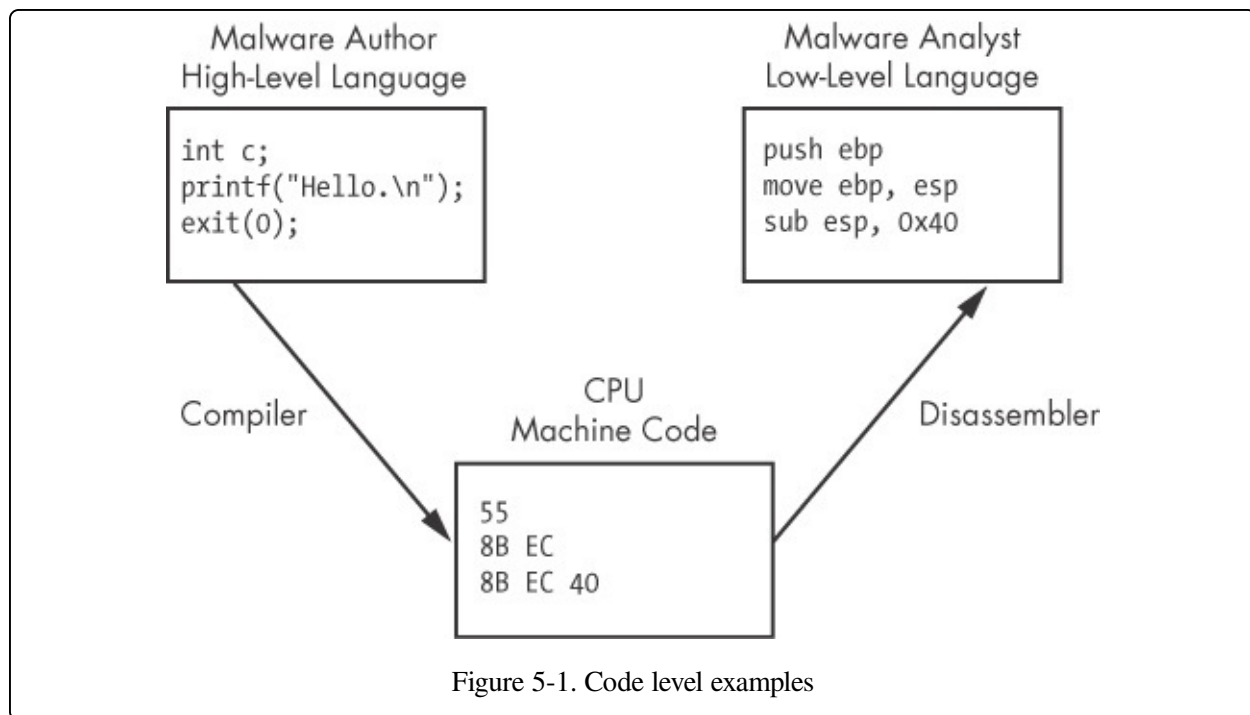 Malware Author
High-Level Language
int c;
printf("Hello.\n");
exit(0);
Malware Analyst
Low-Level Language
push ebp
move ebp, esp
sub esp, 0x40
Compiler
CPU
Machine Code
Disassembler
55
8B EC
8B EC 40
Figure 5-1. Code level examples